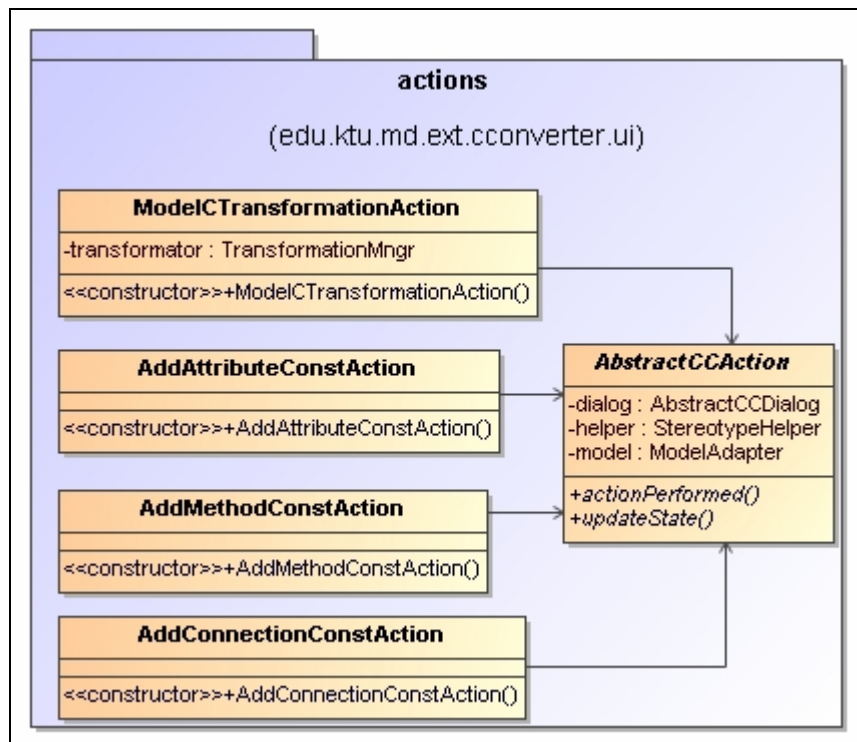 actions
(edu.ktu.md.ext.cconverter.ui)
ModelCTransformationAction
-transformator : TransformationMngr
<<constructor>>+ModelCTransformationAction()
AddAttributeConstAction
<<constructor>>+AddAttributeConstAction()
AddMethodConstAction
<<constructor>>+AddMethodConstAction()
AddConnectionConstAction
<<constructor>>+AddConnectionConstAction()
AbstractCCAction
-dialog : AbstractCCDialog
-helper : StereotypeHelper
-model : ModelAdapter
+actionPerformed()
+updateState()